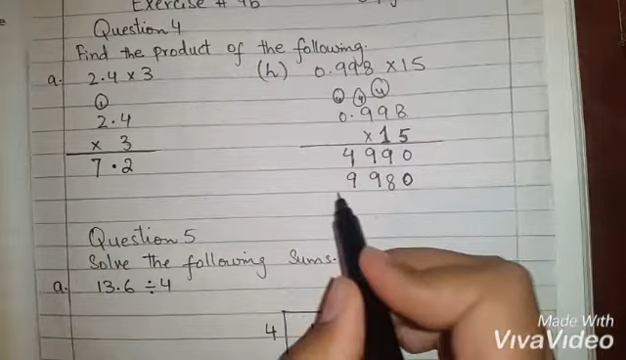 Exercise # 4b
Question 4
Find the product of the following.
a. 2.4 × 3
2.4
× 3
7.2
(h) 0.998 × 15
0.998
× 15
4990
9980
Question 5
Solve the following sums.
a. 13.6 ÷ 4
4
Made With
VivaVideo